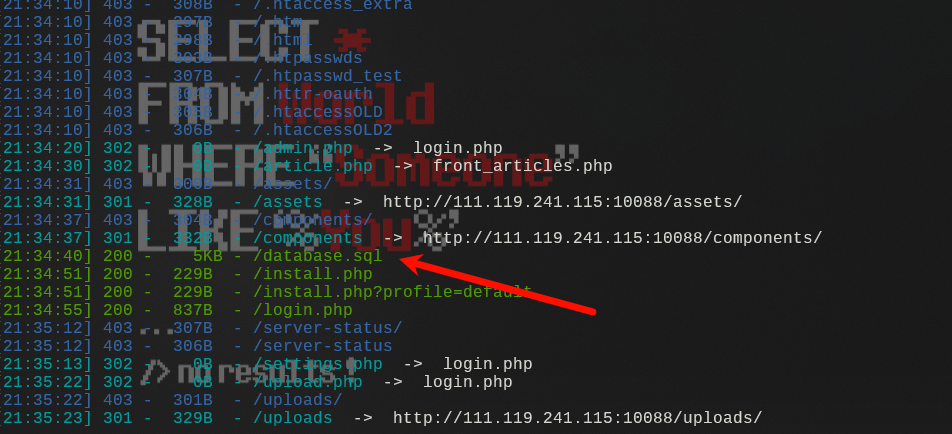 [21:34:10] 403 - 308B - /.htaccess_extra
[21:34:10] 403 - 297B - /.htm
[21:34:10] 403 - 298B - /.html
SELECT *
[21:34:10] 403 - 303B - /.htpasswds
[21:34:10] 403 - 307B - /.htpasswd_test
[21:34:10] 403 - /.httr-oauth
FROM World
[21:34:10] 403 - 305B - /.htaccessOLD
[21:34:10] 403 - 306B - /.htaccessOLD2
[21:34:20] 302 - 0B - /admin.php -> login.php
WHERE "Someone"
[21:34:30] 302 - 0B - /article.php -> front_articles.php
[21:34:31] 403 - 300B - /assets/
[21:34:31] 301 - 328B - /assets -> http://111.119.241.115:10088/assets/
[21:34:37] 403 - 304B - /components/
LIKE "%You%"
[21:34:37] 301 - 332B - /components -> http://111.119.241.115:10088/components/
[21:34:40] 200 - 5KB - /database.sql
[21:34:51] 200 - 229B - /install.php
[21:34:51] 200 - 229B - /install.php?profile=default
[21:34:55] 200 - 837B - /login.php
...
[21:35:12] 403 - 307B - /server-status/
[21:35:12] 403 - 306B - /server-status
[21:35:13] 302 - 0B - /settings.php -> login.php
/> no results!
[21:35:22] 302 - 0B - /upload.php -> login.php
[21:35:22] 403 - 301B - /uploads/
[21:35:23] 301 - 329B - /uploads -> http://111.119.241.115:10088/uploads/